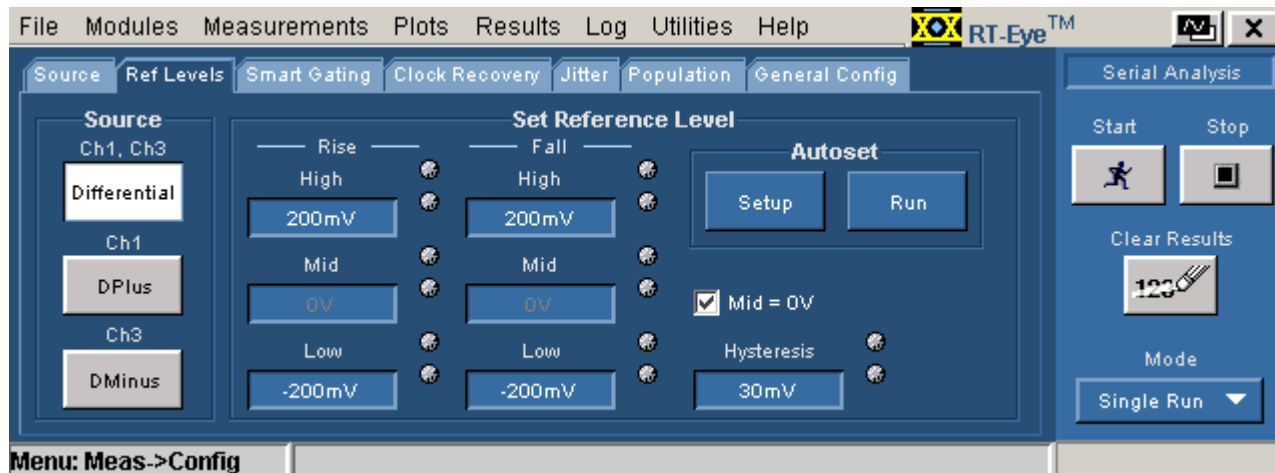 File Modules Measurements Plots Results Log Utilities Help RT-Eye™
Source Ref Levels Smart Gating Clock Recovery Jitter Population General Config
Serial Analysis
Source
Ch1, Ch3
Differential
Ch1
DPlus
Ch3
DMinus
Set Reference Level
Rise
High
200mV
Mid
0V
Low
-200mV
Fall
High
200mV
Mid
0V
Low
-200mV
Autoset
Setup Run
Mid = 0V
Hysteresis
30mV
Start Stop
Clear Results
123
Mode
Single Run
Menu: Meas->Config